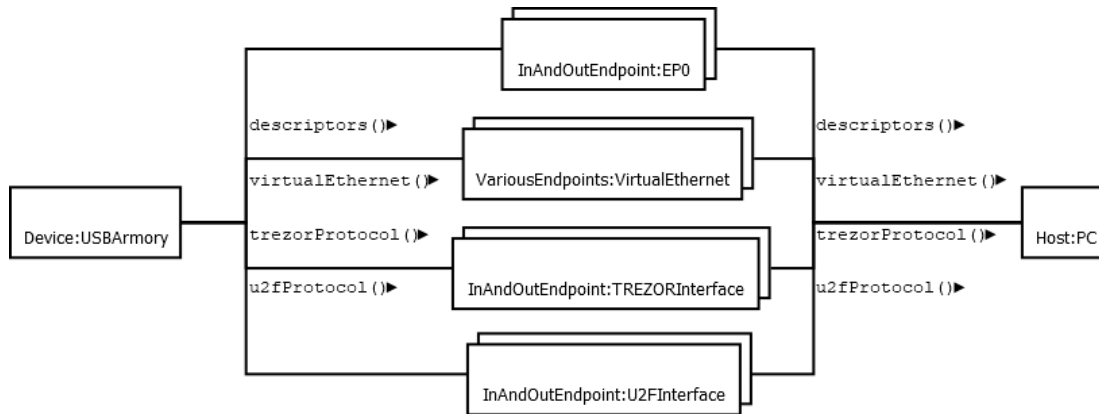 InAndOutEndpoint:EP0
descriptors()►
descriptors()►
VariousEndpoints:VirtualEthernet
virtualEthernet()►
virtualEthernet()►
Device:USBArmory
trezorProtocol()►
trezorProtocol()►
Host:PC
InAndOutEndpoint:TREZORInterface
u2fProtocol()►
u2fProtocol()►
InAndOutEndpoint:U2FInterface